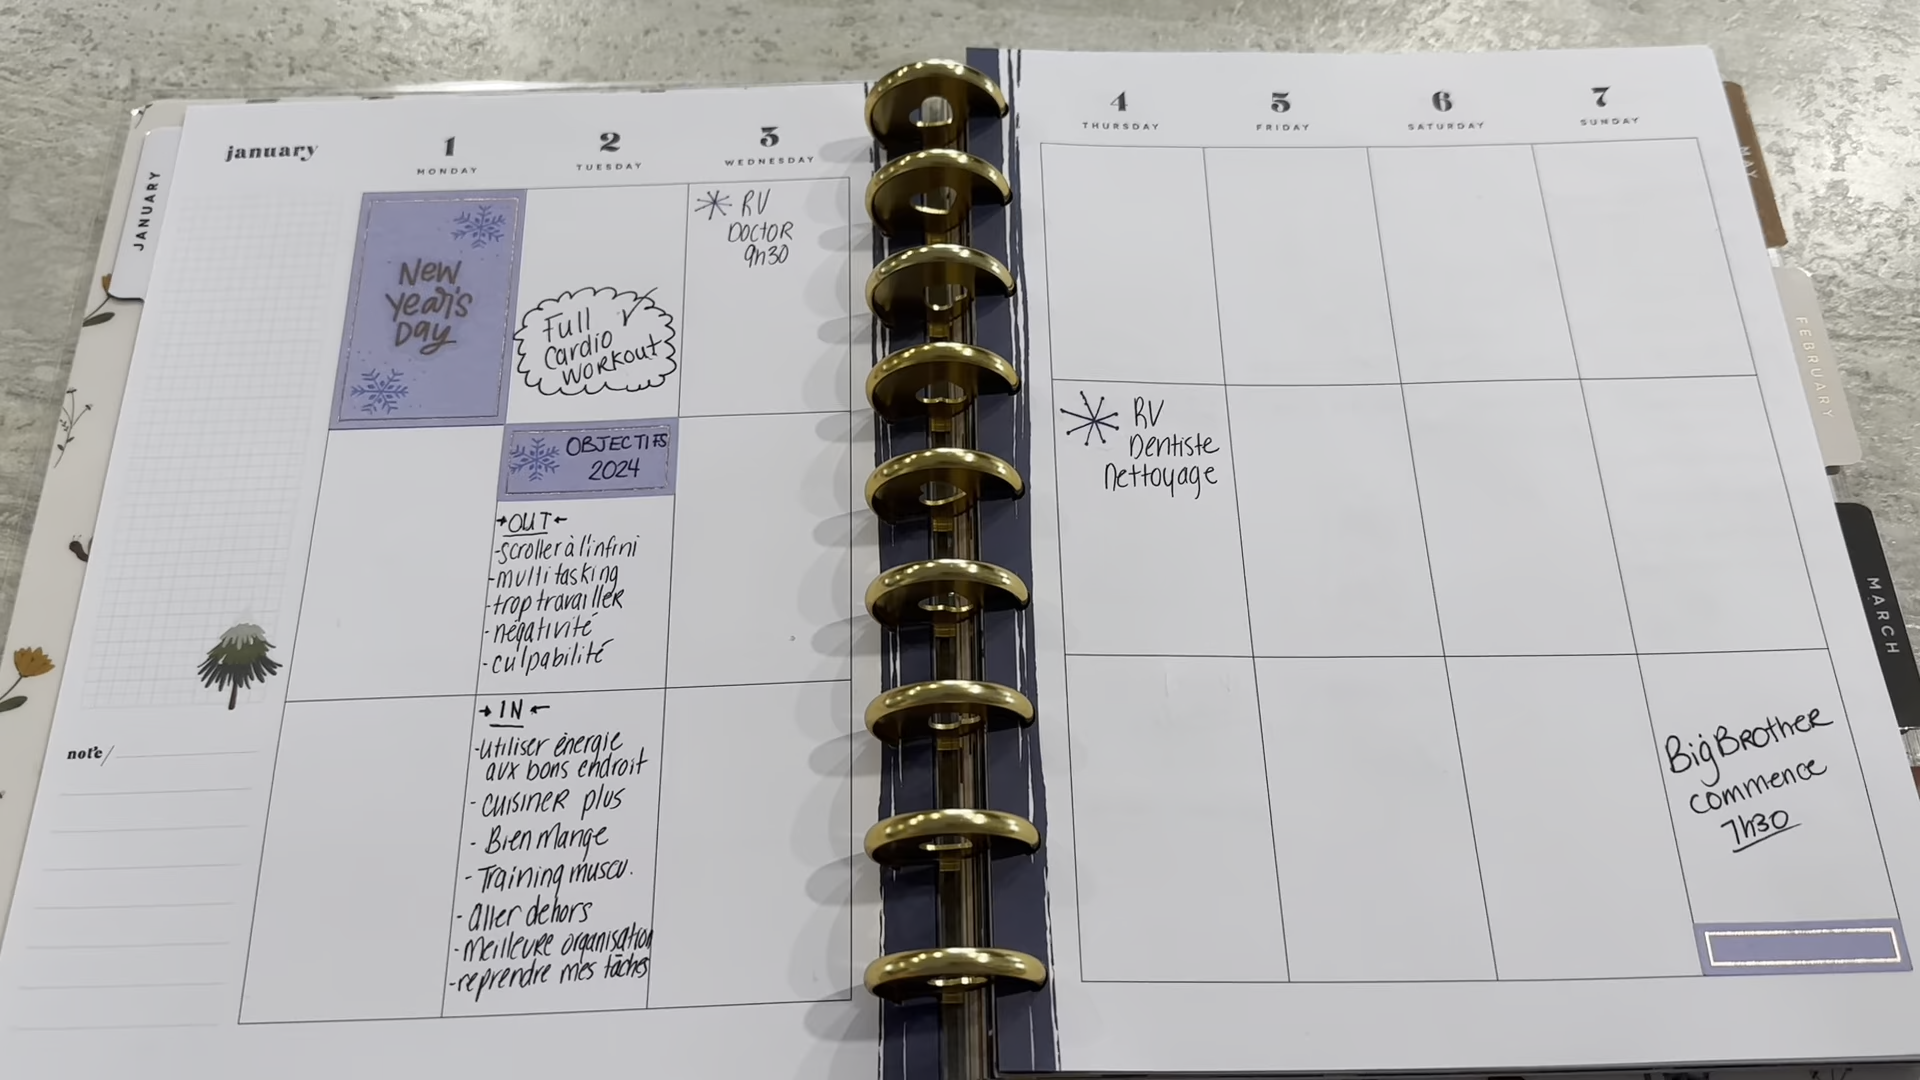 january
JANUARY
1
MONDAY
2
TUESDAY
3
WEDNESDAY
New
Year's
Day
Full
Cardio
WORKOUT
RV
DOCTOR
9h30
OBJECTIFS
2024
OUT
-scroller à l'infini
-multi tasking
-trop travailler
-négativité
-culpabilité
IN
-utiliser énergie
aux bons endroit
- cuisiner plus
- Bien mange
- Training muscu.
- aller dehors
-meilleure organisation
-reprendre mes tâches
note/
4
THURSDAY
5
FRIDAY
6
SATURDAY
7
SUNDAY
RV
Dentiste
nettoyage
Big BROTHER
commence
7h30
MAY
FEBRUARY
MARCH